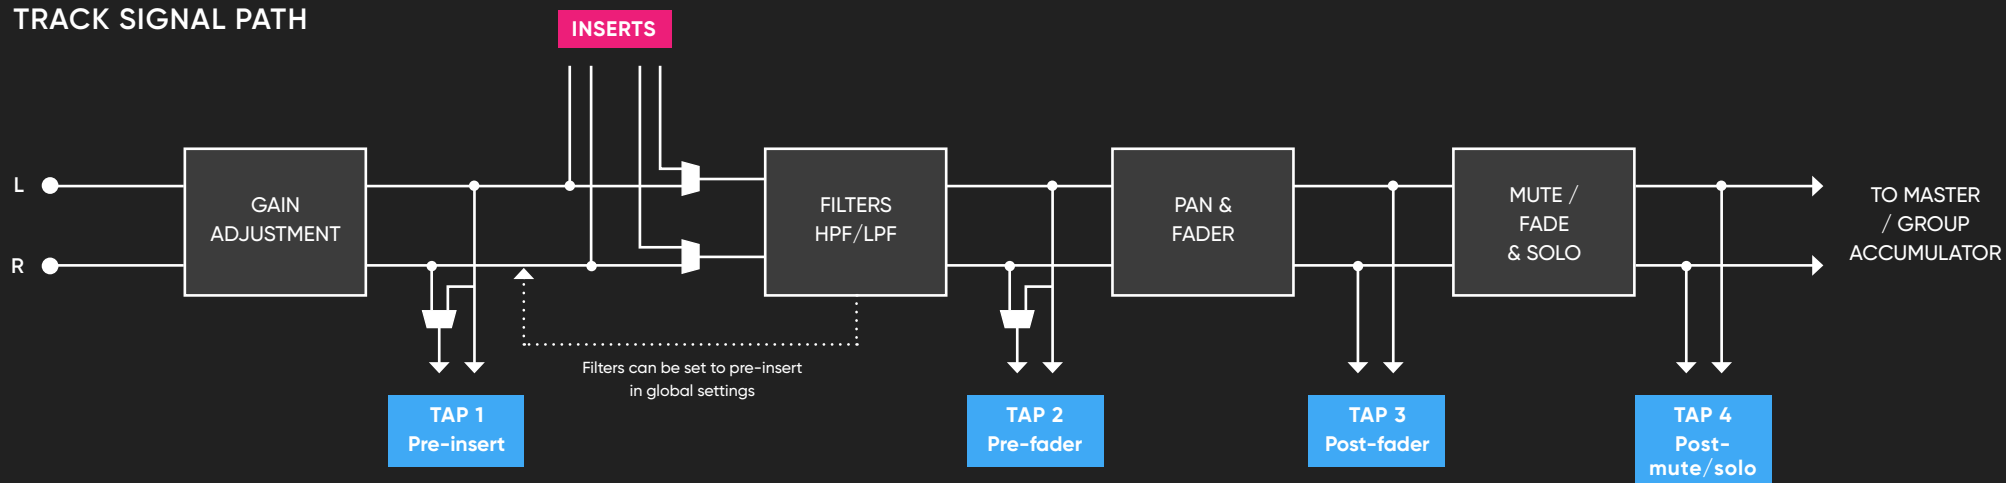 TRACK SIGNAL PATH
INSERTS
L
R
GAIN
ADJUSTMENT
FILTERS
HPF/LPF
PAN &
FADER
MUTE /
FADE
& SOLO
TO MASTER
/ GROUP
ACCUMULATOR
Filters can be set to pre-insert
in global settings
TAP 1
Pre-insert
TAP 2
Pre-fader
TAP 3
Post-fader
TAP 4
Post-
mute/solo